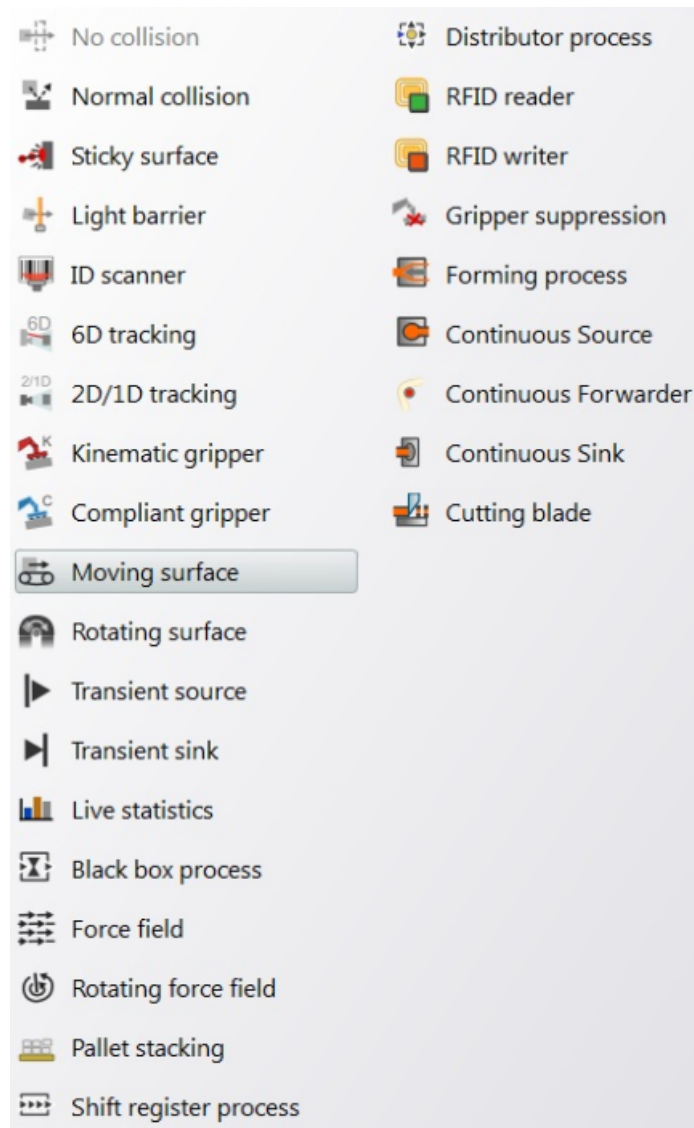 No collision
Normal collision
Sticky surface
Light barrier
ID scanner
6D
6D tracking
2/1D
2D/1D tracking
K
Kinematic gripper
C
Compliant gripper
Moving surface
Rotating surface
Transient source
Transient sink
Live statistics
Black box process
Force field
Rotating force field
Pallet stacking
Shift register process
Distributor process
RFID reader
RFID writer
Gripper suppression
Forming process
Continuous Source
Continuous Forwarder
Continuous Sink
Cutting blade